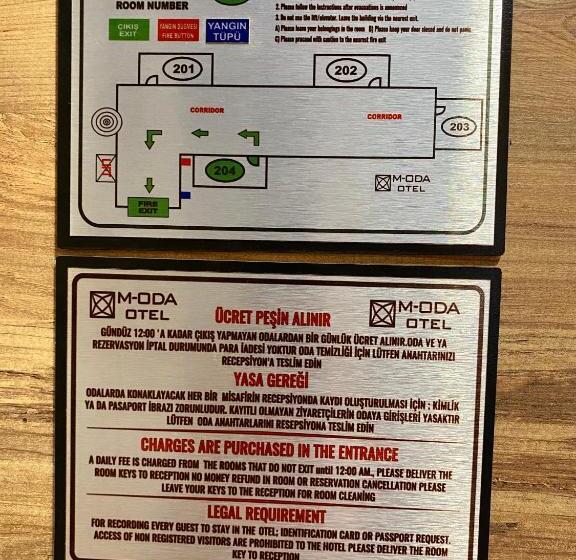 ROOM NUMBER
2. Please follow the instructions after evacuations is announced
3. Do not use the lift/elevator. Leave the building via the nearest exit.
A) Please leave your belongings in the room B) Please keep your door closed and do not panic
C) Please proceed with caution to the nearest fire exit
ÇIKIŞ
EXIT
YANGIN DÜĞMESİ
FIRE BUTTON
YANGIN
TÜPÜ
201
202
CORRIDOR
CORRIDOR
203
LIFT
204
FIRE
EXIT
M-ODA
OTEL
M-ODA
OTEL
M-ODA
OTEL
ÜCRET PEŞİN ALINIR
GÜNDÜZ 12:00 'A KADAR ÇIKIŞ YAPMAYAN ODALARDAN BİR GÜNLÜK ÜCRET ALINIR.ODA VE YA
REZERVASYON İPTAL DURUMUNDA PARA İADESİ YOKTUR ODA TEMİZLİĞİ İÇİN LÜTFEN ANAHTARINIZI
RESEPSİYON'A TESLİM EDİN
YASA GEREĞİ
ODALARDA KONAKLAYACAK HER BİR MİSAFİRİN RECEPSİYONDA KAYDI OLUŞTURULMASI İÇİN ; KİMLİK
YA DA PASAPORT İBRAZI ZORUNLUDUR. KAYITLI OLMAYAN ZİYARETÇİLERİN ODAYA GİRİŞLERİ YASAKTIR
LÜTFEN ODA ANAHTARLARINI RESEPSİYONA TESLİM EDİN
CHARGES ARE PURCHASED IN THE ENTRANCE
A DAILY FEE IS CHARGED FROM THE ROOMS THAT DO NOT EXIT until 12:00 AM., PLEASE DELIVER THE
ROOM KEYS TO RECEPTION NO MONEY REFUND IN ROOM OR RESERVATION CANCELLATION PLEASE
LEAVE YOUR KEYS TO THE RECEPTION FOR ROOM CLEANING
LEGAL REQUIREMENT
FOR RECORDING EVERY GUEST TO STAY IN THE OTEL; IDENTIFICATION CARD OR PASSPORT REQUEST.
ACCESS OF NON REGISTERED VISITORS ARE PROHIBITED TO THE HOTEL PLEASE DELIVER THE ROOM
KEY TO RECEPTION